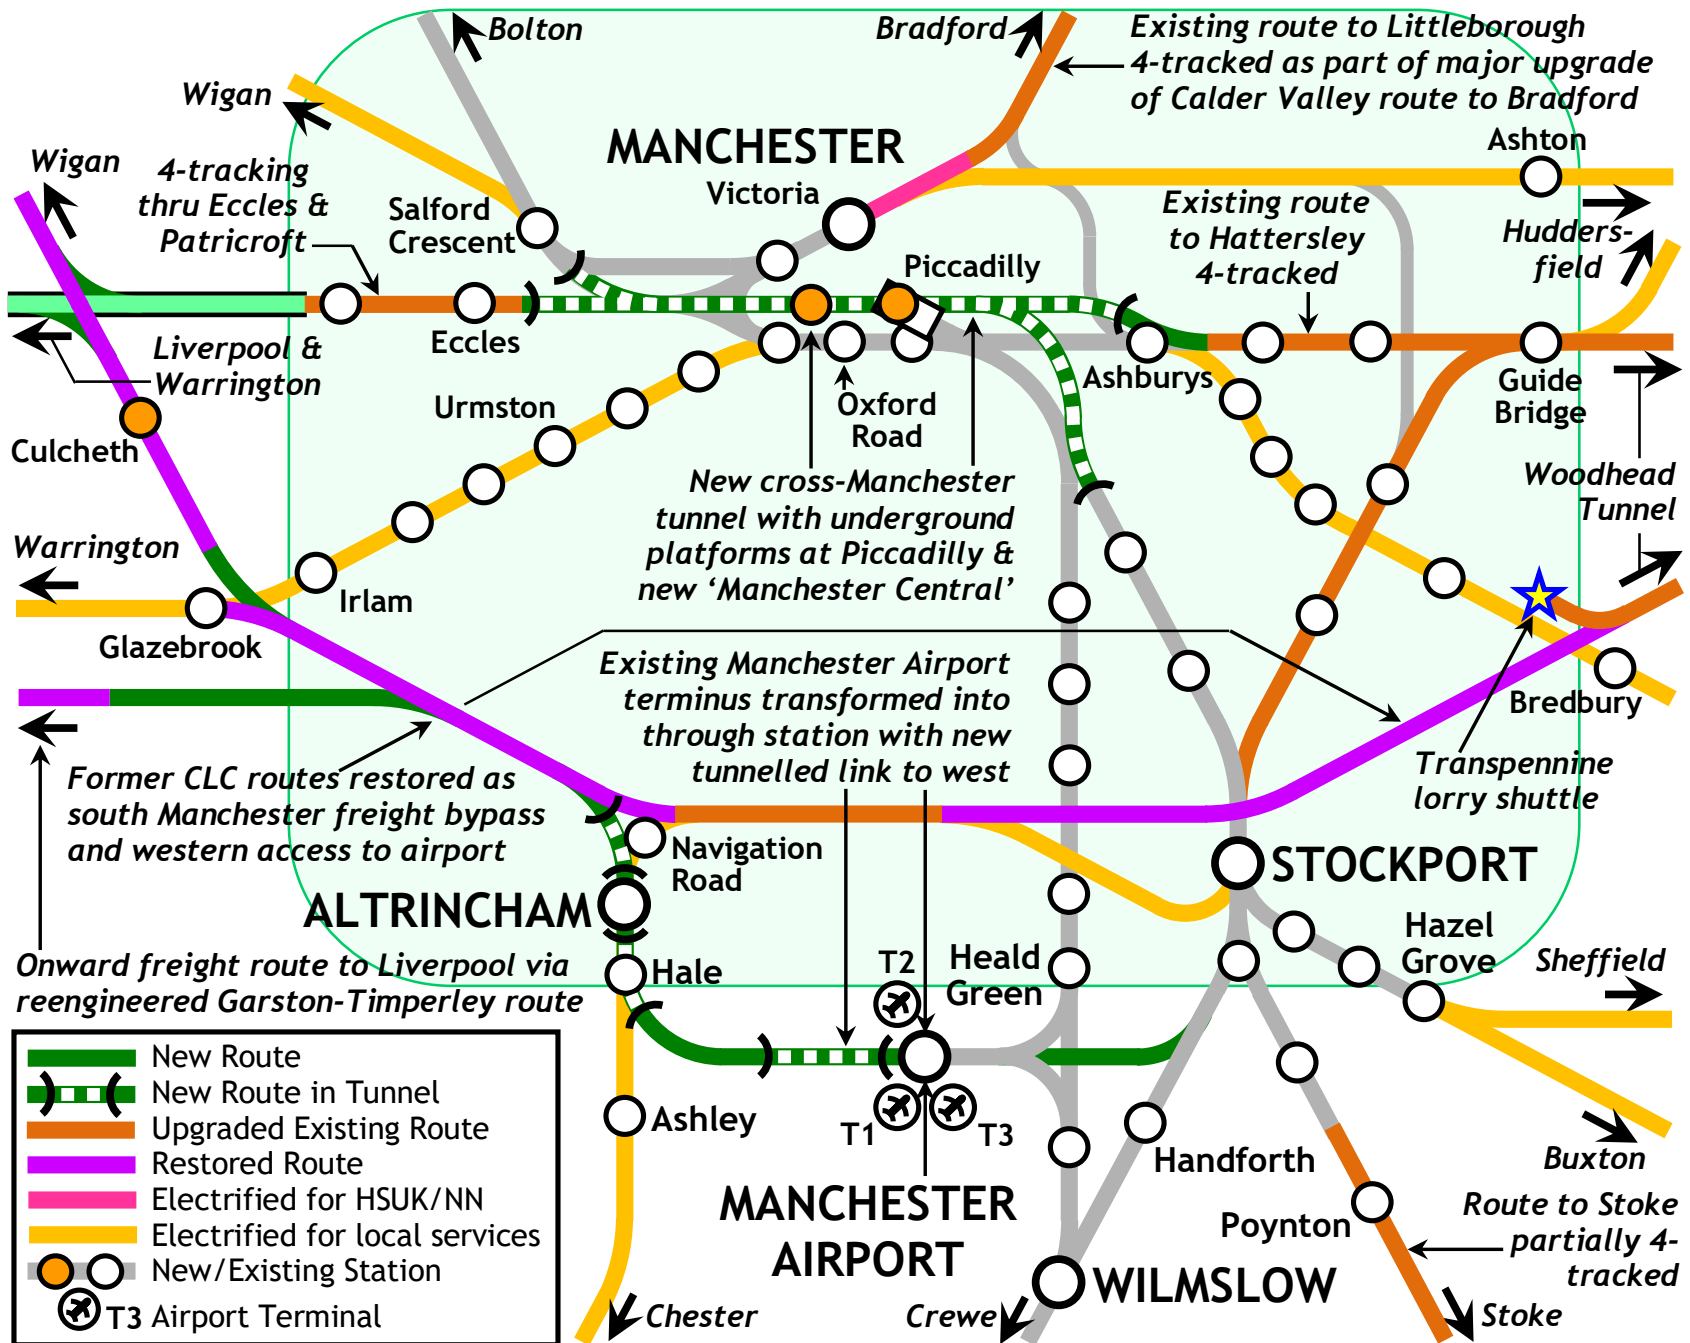 Bolton
Bradford
Existing route to Littleborough
4-tracked as part of major upgrade
of Calder Valley route to Bradford
Wigan
Wigan
MANCHESTER
Victoria
Ashton
4-tracking
thru Eccles &
Patricroft
Salford
Crescent
Existing route
to Hattersley
4-tracked
Hudders-
field
Piccadilly
Liverpool &
Warrington
Eccles
Ashburys
Guide
Bridge
Urmston
Oxford
Road
Culcheth
New cross-Manchester
tunnel with underground
platforms at Piccadilly &
new ‘Manchester Central’
Woodhead
Tunnel
Warrington
Irlam
Glazebrook
Existing Manchester Airport
terminus transformed into
through station with new
tunnelled link to west
Bredbury
Transpennine
lorry shuttle
Former CLC routes restored as
south Manchester freight bypass
and western access to airport
Navigation
Road
STOCKPORT
ALTRINCHAM
Hazel
Grove
Onward freight route to Liverpool via
reengineered Garston-Timperley route
Hale
T2
Heald
Green
Sheffield
New Route
New Route in Tunnel
Upgraded Existing Route
Restored Route
Electrified for HSUK/NN
Electrified for local services
New/Existing Station
T3 Airport Terminal
Ashley
T1
T3
MANCHESTER
AIRPORT
Handforth
Buxton
Poynton
Route to Stoke
partially 4-
tracked
WILMSLOW
Chester
Crewe
Stoke